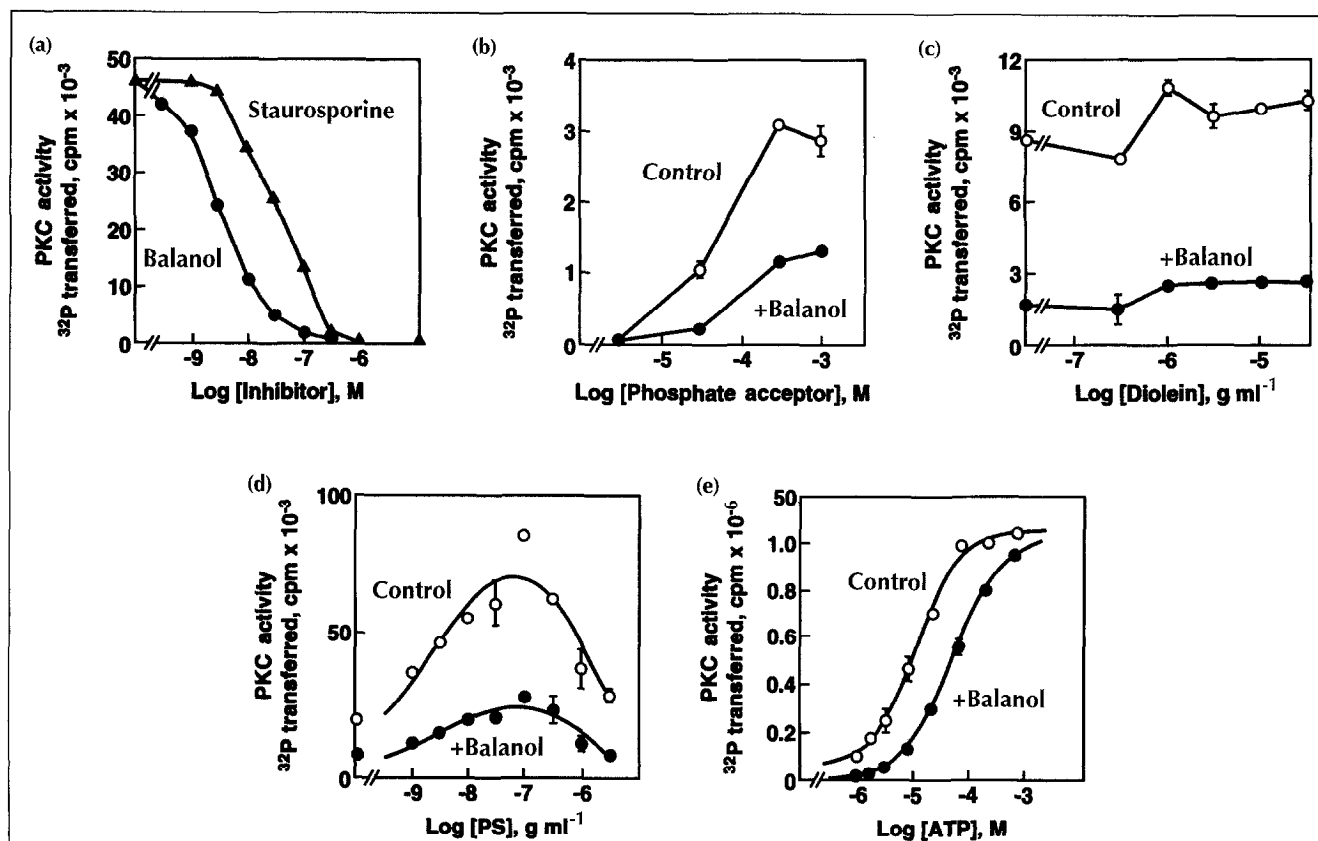 (a)
50
40
30
20
10
0
PKC activity
³²P transferred, cpm x 10⁻³
Staurosporine
Balanol
-9 -8 -7 -6
Log [Inhibitor], M
(b)
4
3
2
1
0
PKC activity
³²P transferred, cpm x 10⁻³
Control
+Balanol
-5 -4 -3
Log [Phosphate acceptor], M
(c)
12
9
6
3
0
PKC activity
³²P transferred, cpm x 10⁻³
Control
+Balanol
-7 -6 -5
Log [Diolein], g ml⁻¹
(d)
100
50
0
PKC activity
³²P transferred, cpm x 10⁻³
Control
+Balanol
-9 -8 -7 -6
Log [PS], g ml⁻¹
(e)
50
1.0
0.8
0.6
0.4
0.2
0
PKC activity
³²P transferred, cpm x 10⁻⁶
Control
+Balanol
-6 -5 -4 -3
Log [ATP], M